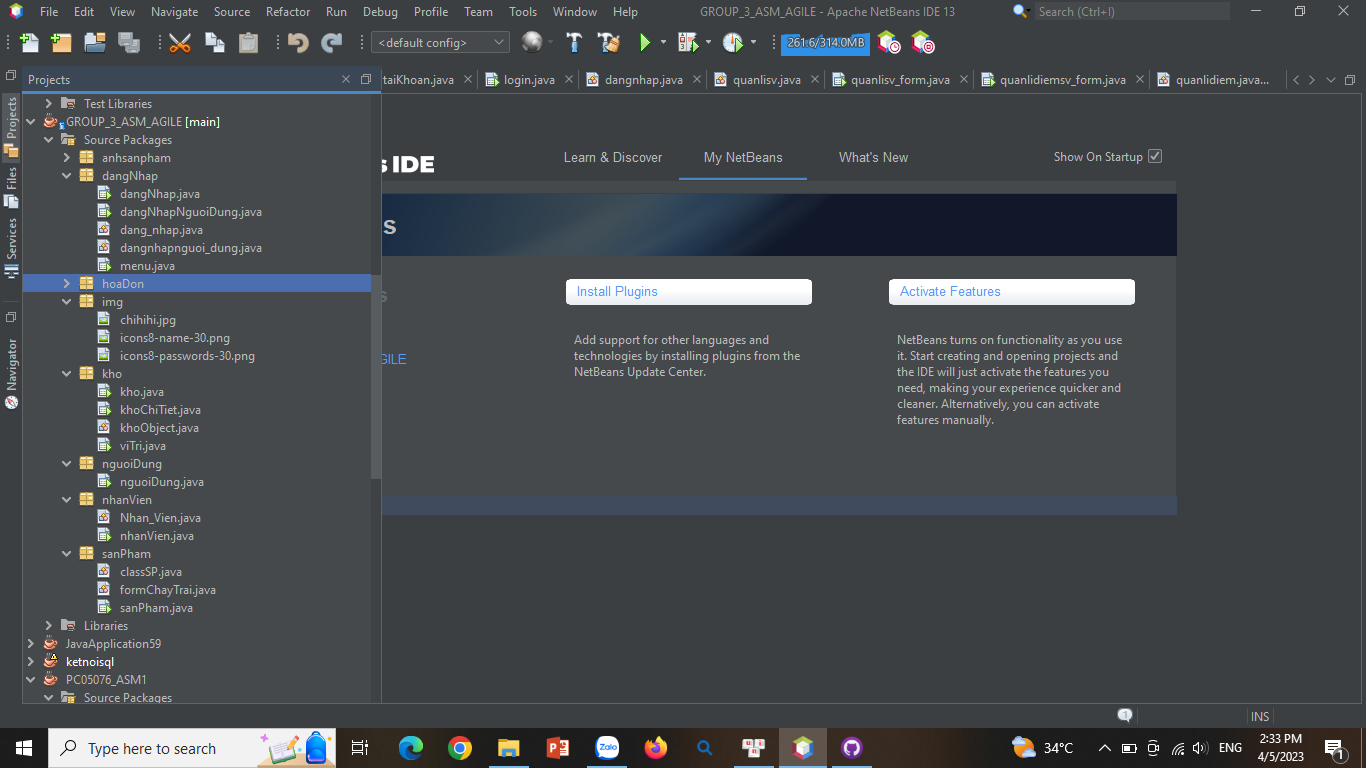 File Edit View Navigate Source Refactor Run Debug Profile Team Tools Window Help GROUP_3_ASM_AGILE - Apache NetBeans IDE 13 Search (Ctrl+I)
<default config> 261.6/314.0MB
Projects
taiKhoan.java login.java dangnhap.java quanlisv.java quanlisv_form.java quanlidiemsv_form.java quanlidiem.java...
Projects
Files
Services
Navigator
Test Libraries
GROUP_3_ASM_AGILE [main]
Source Packages
anhsanpham
dangNhap
dangNhap.java
dangNhapNguoiDung.java
dang_nhap.java
dangnhapnguoi_dung.java
menu.java
hoaDon
img
chihihi.jpg
icons8-name-30.png
icons8-passwords-30.png
kho
kho.java
khoChiTiet.java
khoObject.java
viTri.java
nguoiDung
nguoiDung.java
nhanVien
Nhan_Vien.java
nhanVien.java
sanPham
classSP.java
formChayTrai.java
sanPham.java
Libraries
JavaApplication59
ketnoisql
PC05076_ASM1
Source Packages
s IDE
Learn & Discover My NetBeans What's New Show On Startup
s
s
GILE
Install Plugins
Add support for other languages and
technologies by installing plugins from the
NetBeans Update Center.
Activate Features
NetBeans turns on functionality as you use
it. Start creating and opening projects and
the IDE will just activate the features you
need, making your experience quicker and
cleaner. Alternatively, you can activate
features manually.
1 INS
Type here to search Zalo 34°C ENG 2:33 PM
4/5/2023 1